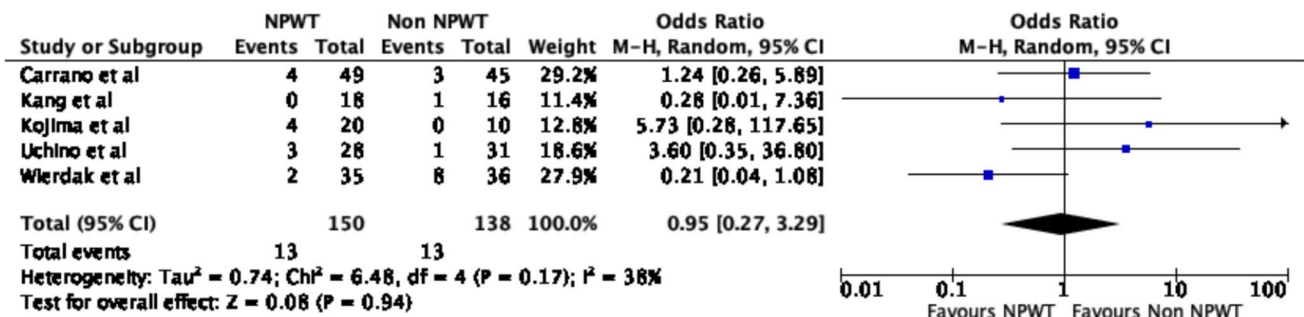 NPWT Non NPWT Odds Ratio Odds Ratio
Study or Subgroup Events Total Events Total Weight M-H, Random, 95% CI M-H, Random, 95% CI
Carrano et al 4 49 3 45 29.2% 1.24 [0.26, 5.89]
Kang et al 0 18 1 16 11.4% 0.28 [0.01, 7.36]
Kojima et al 4 20 0 10 12.8% 5.73 [0.28, 117.65]
Uchino et al 3 28 1 31 18.6% 3.60 [0.35, 36.80]
Wierdak et al 2 35 8 36 27.9% 0.21 [0.04, 1.08]
Total (95% CI) 150 138 100.0% 0.95 [0.27, 3.29]
Total events 13 13
Heterogeneity: Tau² = 0.74; Chi² = 6.48, df = 4 (P = 0.17); I² = 38%
Test for overall effect: Z = 0.08 (P = 0.94)
0.01 0.1 1 10 100
Favours NPWT Favours Non NPWT